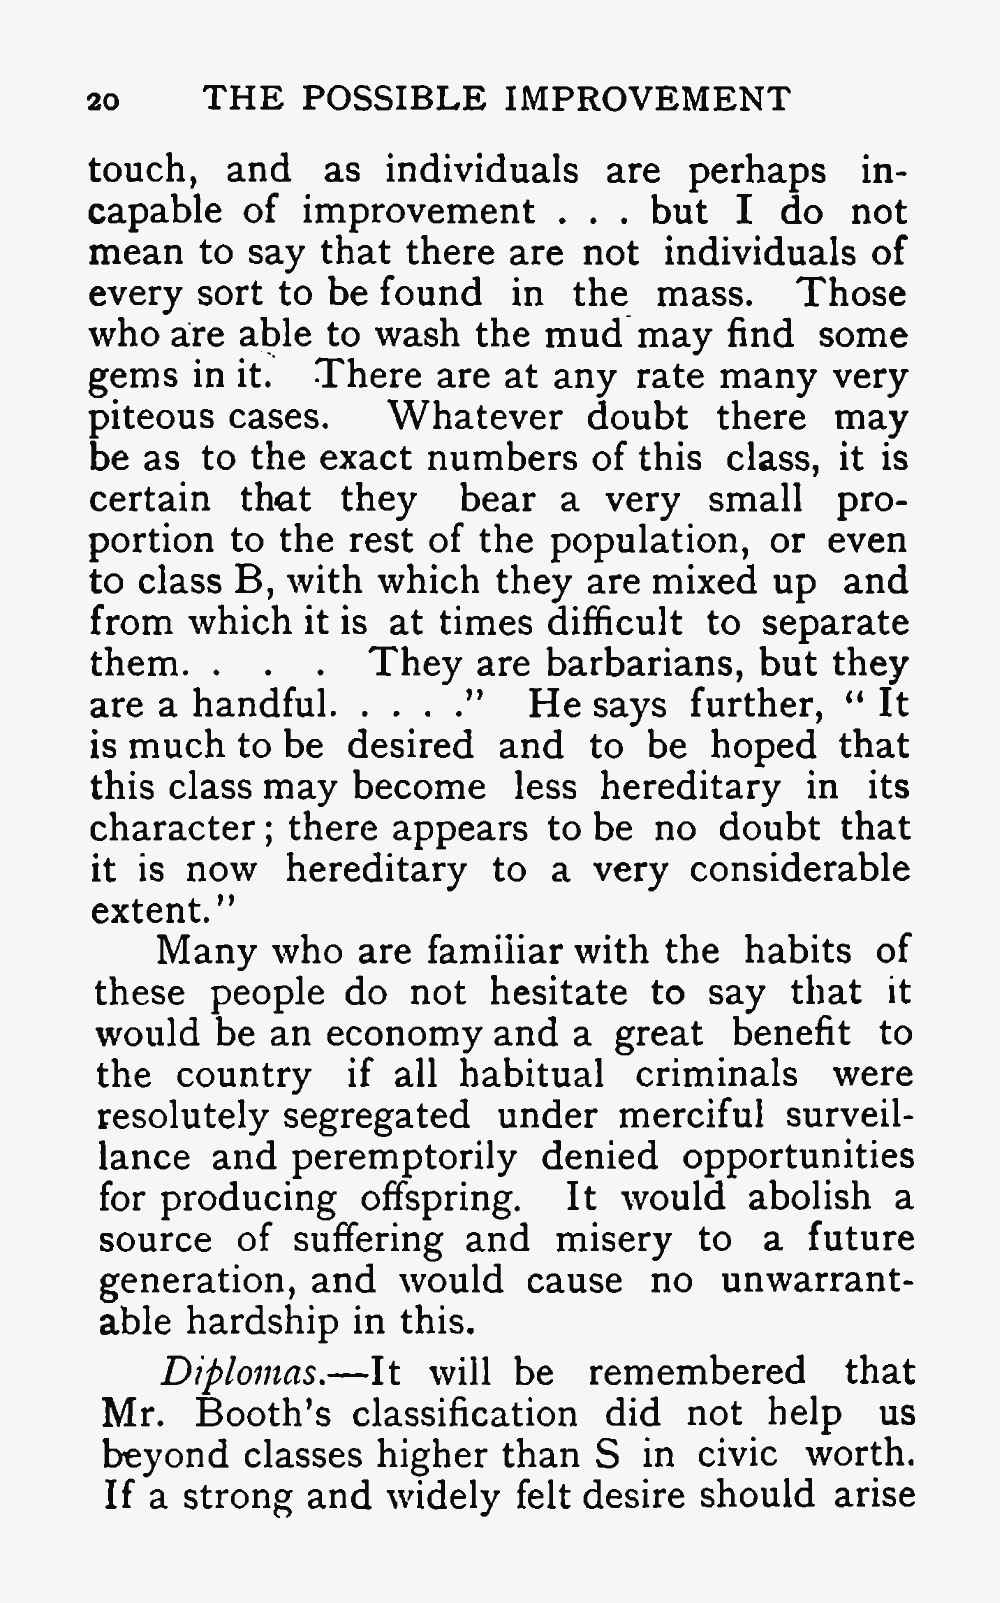 20 THE POSSIBLE IMPROVEMENT
touch, and as individuals are perhaps in-
capable of improvement . . . but I do not
mean to say that there are not individuals of
every sort to be found in the mass. Those
who are able to wash the mud may find some
gems in it. There are at any rate many very
piteous cases. Whatever doubt there may
be as to the exact numbers of this class, it is
certain that they bear a very small pro-
portion to the rest of the population, or even
to class B, with which they are mixed up and
from which it is at times difficult to separate
them. . . . They are barbarians, but they
are a handful. . . . ." He says further, " It
is much to be desired and to be hoped that
this class may become less hereditary in its
character ; there appears to be no doubt that
it is now hereditary to a very considerable
extent."
Many who are familiar with the habits of
these people do not hesitate to say that it
would be an economy and a great benefit to
the country if all habitual criminals were
resolutely segregated under merciful surveil-
lance and peremptorily denied opportunities
for producing offspring. It would abolish a
source of suffering and misery to a future
generation, and would cause no unwarrant-
able hardship in this.
Diplomas.—It will be remembered that
Mr. Booth's classification did not help us
beyond classes higher than S in civic worth.
If a strong and widely felt desire should arise